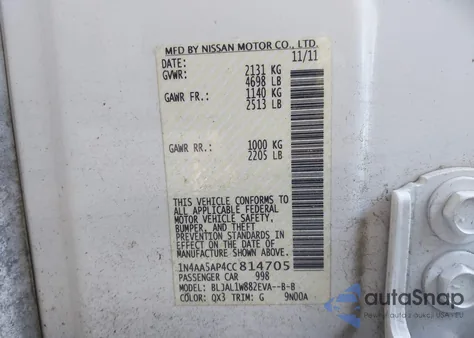 MFD BY NISSAN MOTOR CO., LTD.
DATE: 11/11
GVWR: 2131 KG
4698 LB
GAWR FR.: 1140 KG
2513 LB
GAWR RR.: 1000 KG
2205 LB
THIS VEHICLE CONFORMS TO
ALL APPLICABLE FEDERAL
MOTOR VEHICLE SAFETY,
BUMPER, AND THEFT
PREVENTION STANDARDS IN
EFFECT ON THE DATE OF
MANUFACTURE SHOWN ABOVE.
1N4AA5AP4CC814705
PASSENGER CAR 998
MODEL: BLJAL1W882EVA--B-B
COLOR: QX3 TRIM: G 9N00A
autoSnap